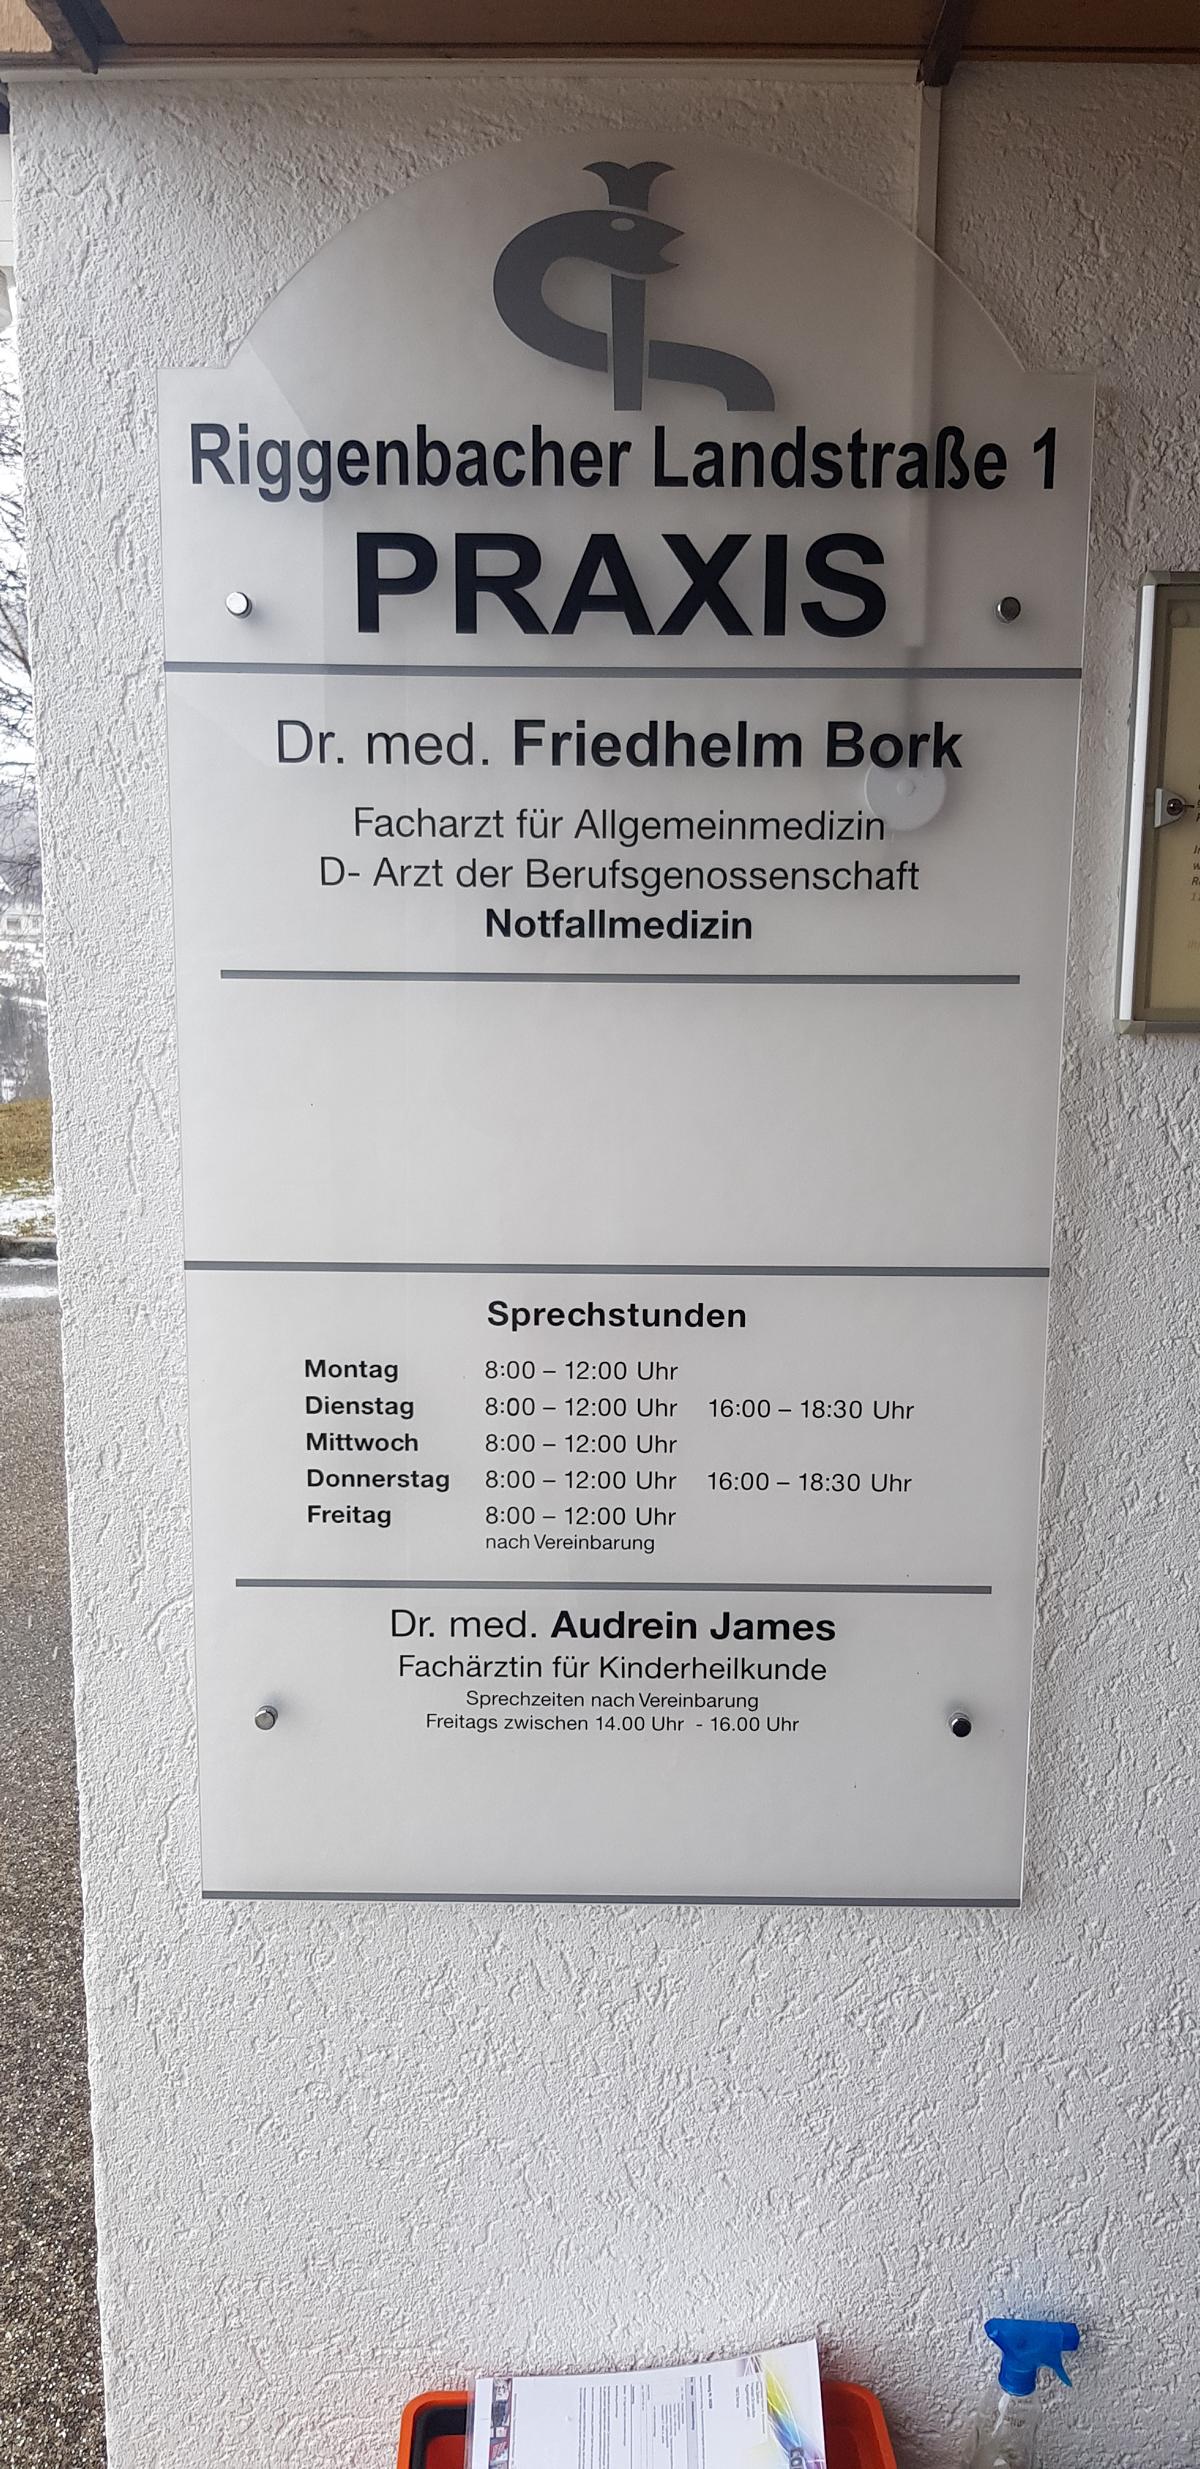 Riggenbacher Landstraße 1
PRAXIS
Dr. med. Friedhelm Bork
Facharzt für Allgemeinmedizin
D- Arzt der Berufsgenossenschaft
Notfallmedizin
Sprechstunden
Montag 8:00 – 12:00 Uhr
Dienstag 8:00 – 12:00 Uhr 16:00 – 18:30 Uhr
Mittwoch 8:00 – 12:00 Uhr
Donnerstag 8:00 – 12:00 Uhr 16:00 – 18:30 Uhr
Freitag 8:00 – 12:00 Uhr
nach Vereinbarung
Dr. med. Audrein James
Fachärztin für Kinderheilkunde
Sprechzeiten nach Vereinbarung
Freitags zwischen 14.00 Uhr - 16.00 Uhr